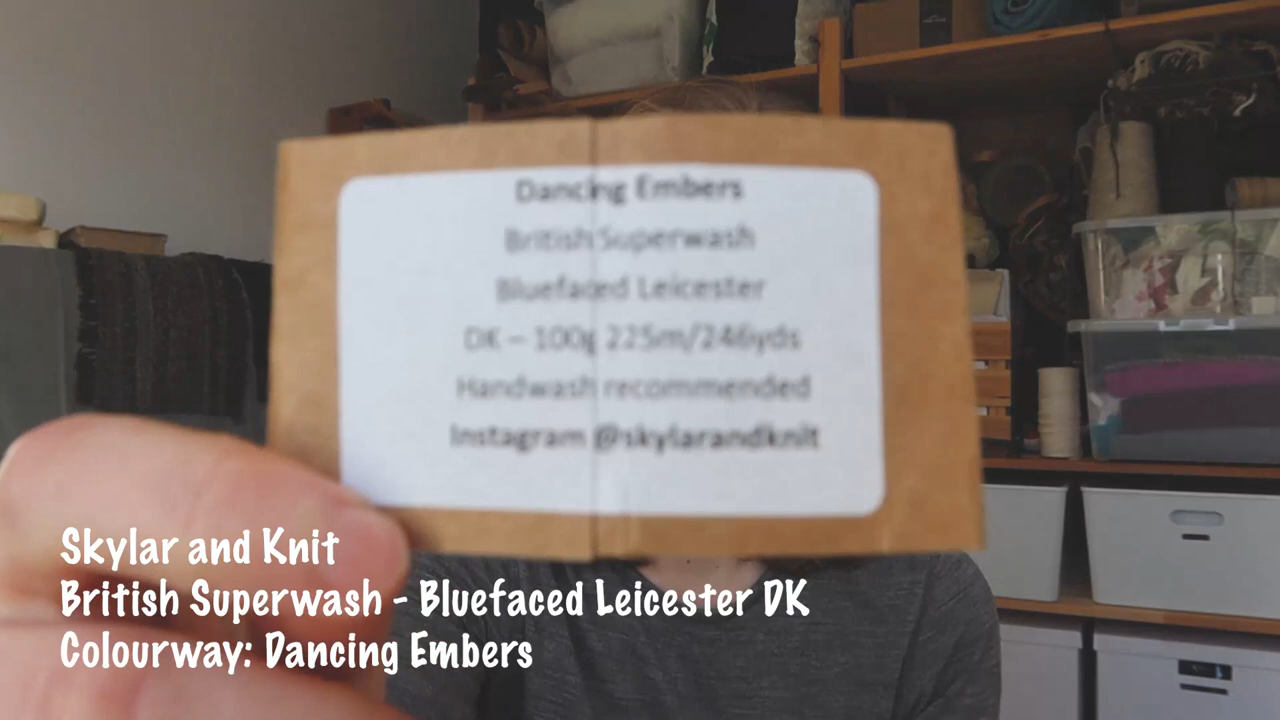 Dancing Embers
British Superwash
Bluefaced Leicester
DK – 100g 225m/246yds
Handwash recommended
Instagram @skylarandknit
Skylar and Knit
British Superwash - Bluefaced Leicester DK
Colourway: Dancing Embers